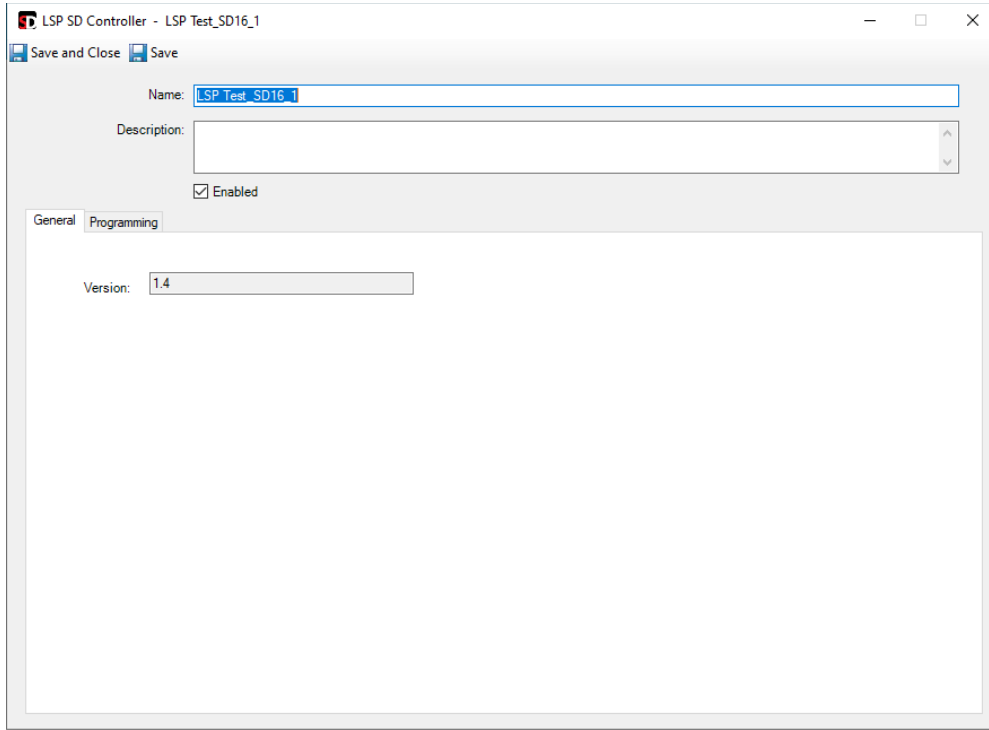 SD LSP SD Controller - LSP Test_SD16_1
Save and Close Save
Name: LSP Test_SD16_1
Description:
Enabled
General Programming
Version: 1.4